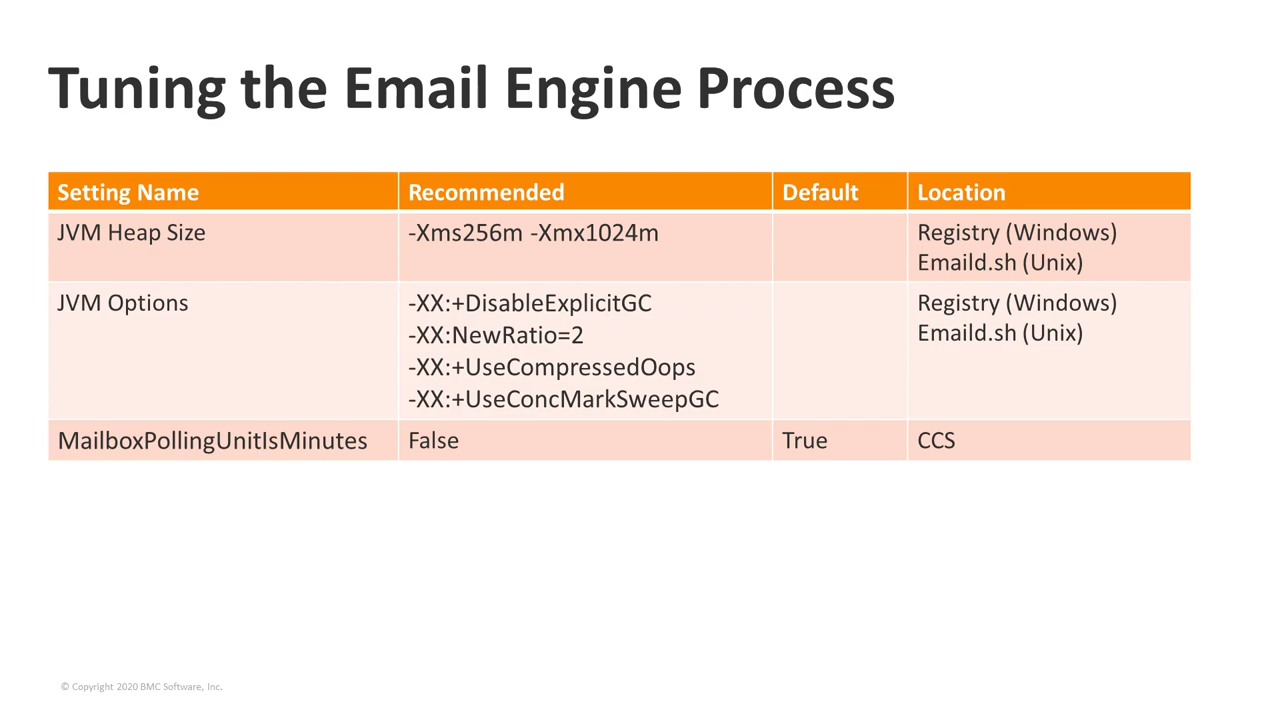 Tuning the Email Engine Process
Setting Name Recommended Default Location
JVM Heap Size -Xms256m -Xmx1024m Registry (Windows)
Emaild.sh (Unix)
JVM Options -XX:+DisableExplicitGC Registry (Windows)
-XX:NewRatio=2 Emaild.sh (Unix)
-XX:+UseCompressedOops
-XX:+UseConcMarkSweepGC
MailboxPollingUnitIsMinutes False True CCS
© Copyright 2020 BMC Software, Inc.